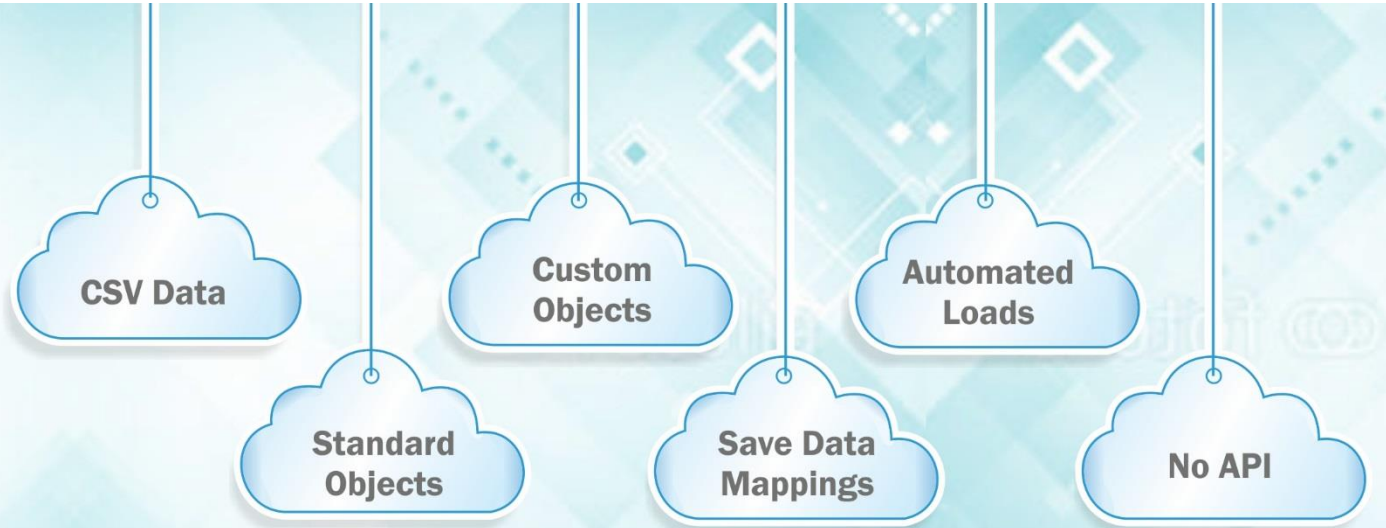 CSV Data
Standard
Objects
Custom
Objects
Save Data
Mappings
Automated
Loads
No API